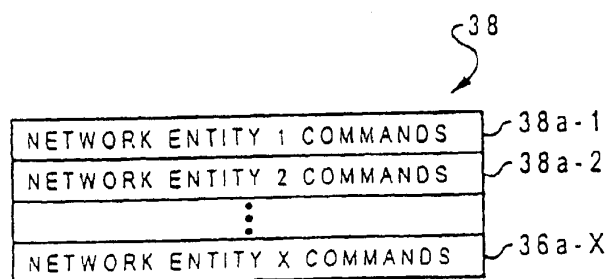 38
NETWORK ENTITY 1 COMMANDS 38a-1
NETWORK ENTITY 2 COMMANDS 38a-2
NETWORK ENTITY X COMMANDS 36a-X